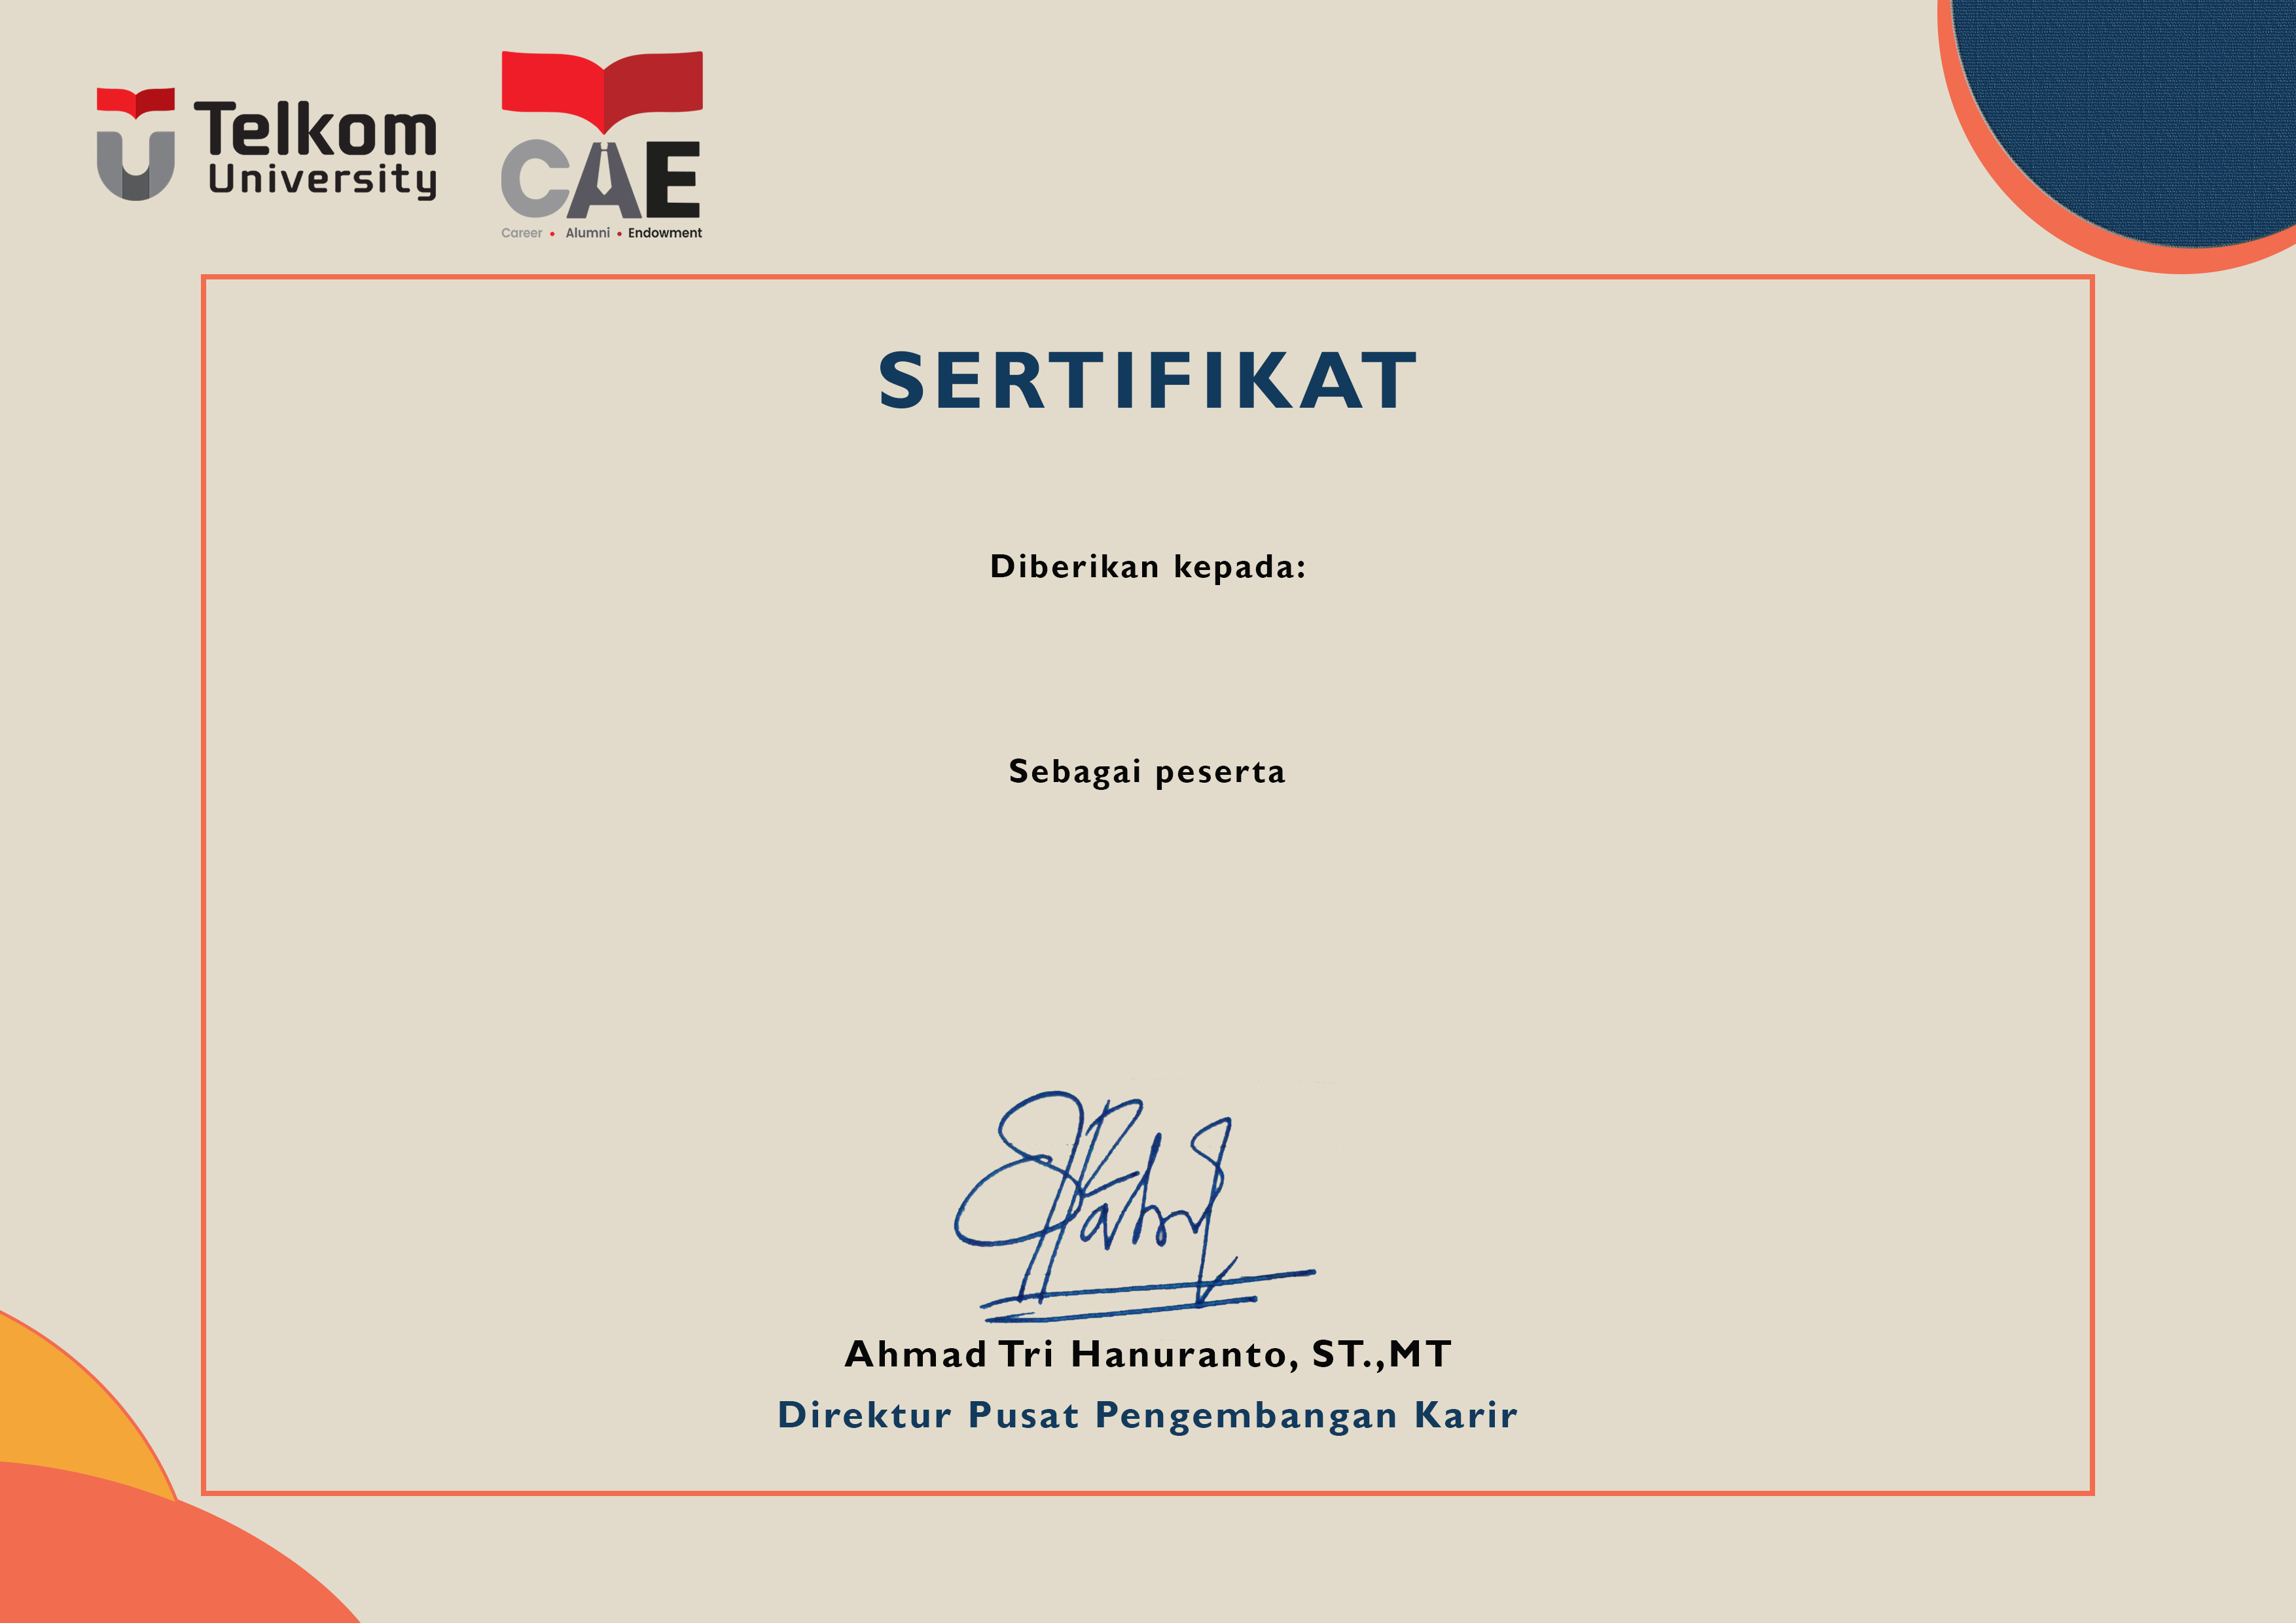 Telkom
University
CAE
Career • Alumni • Endowment
SERTIFIKAT
Diberikan kepada:
Sebagai peserta
Ahmad Tri Hanuranto, ST.,MT
Direktur Pusat Pengembangan Karir